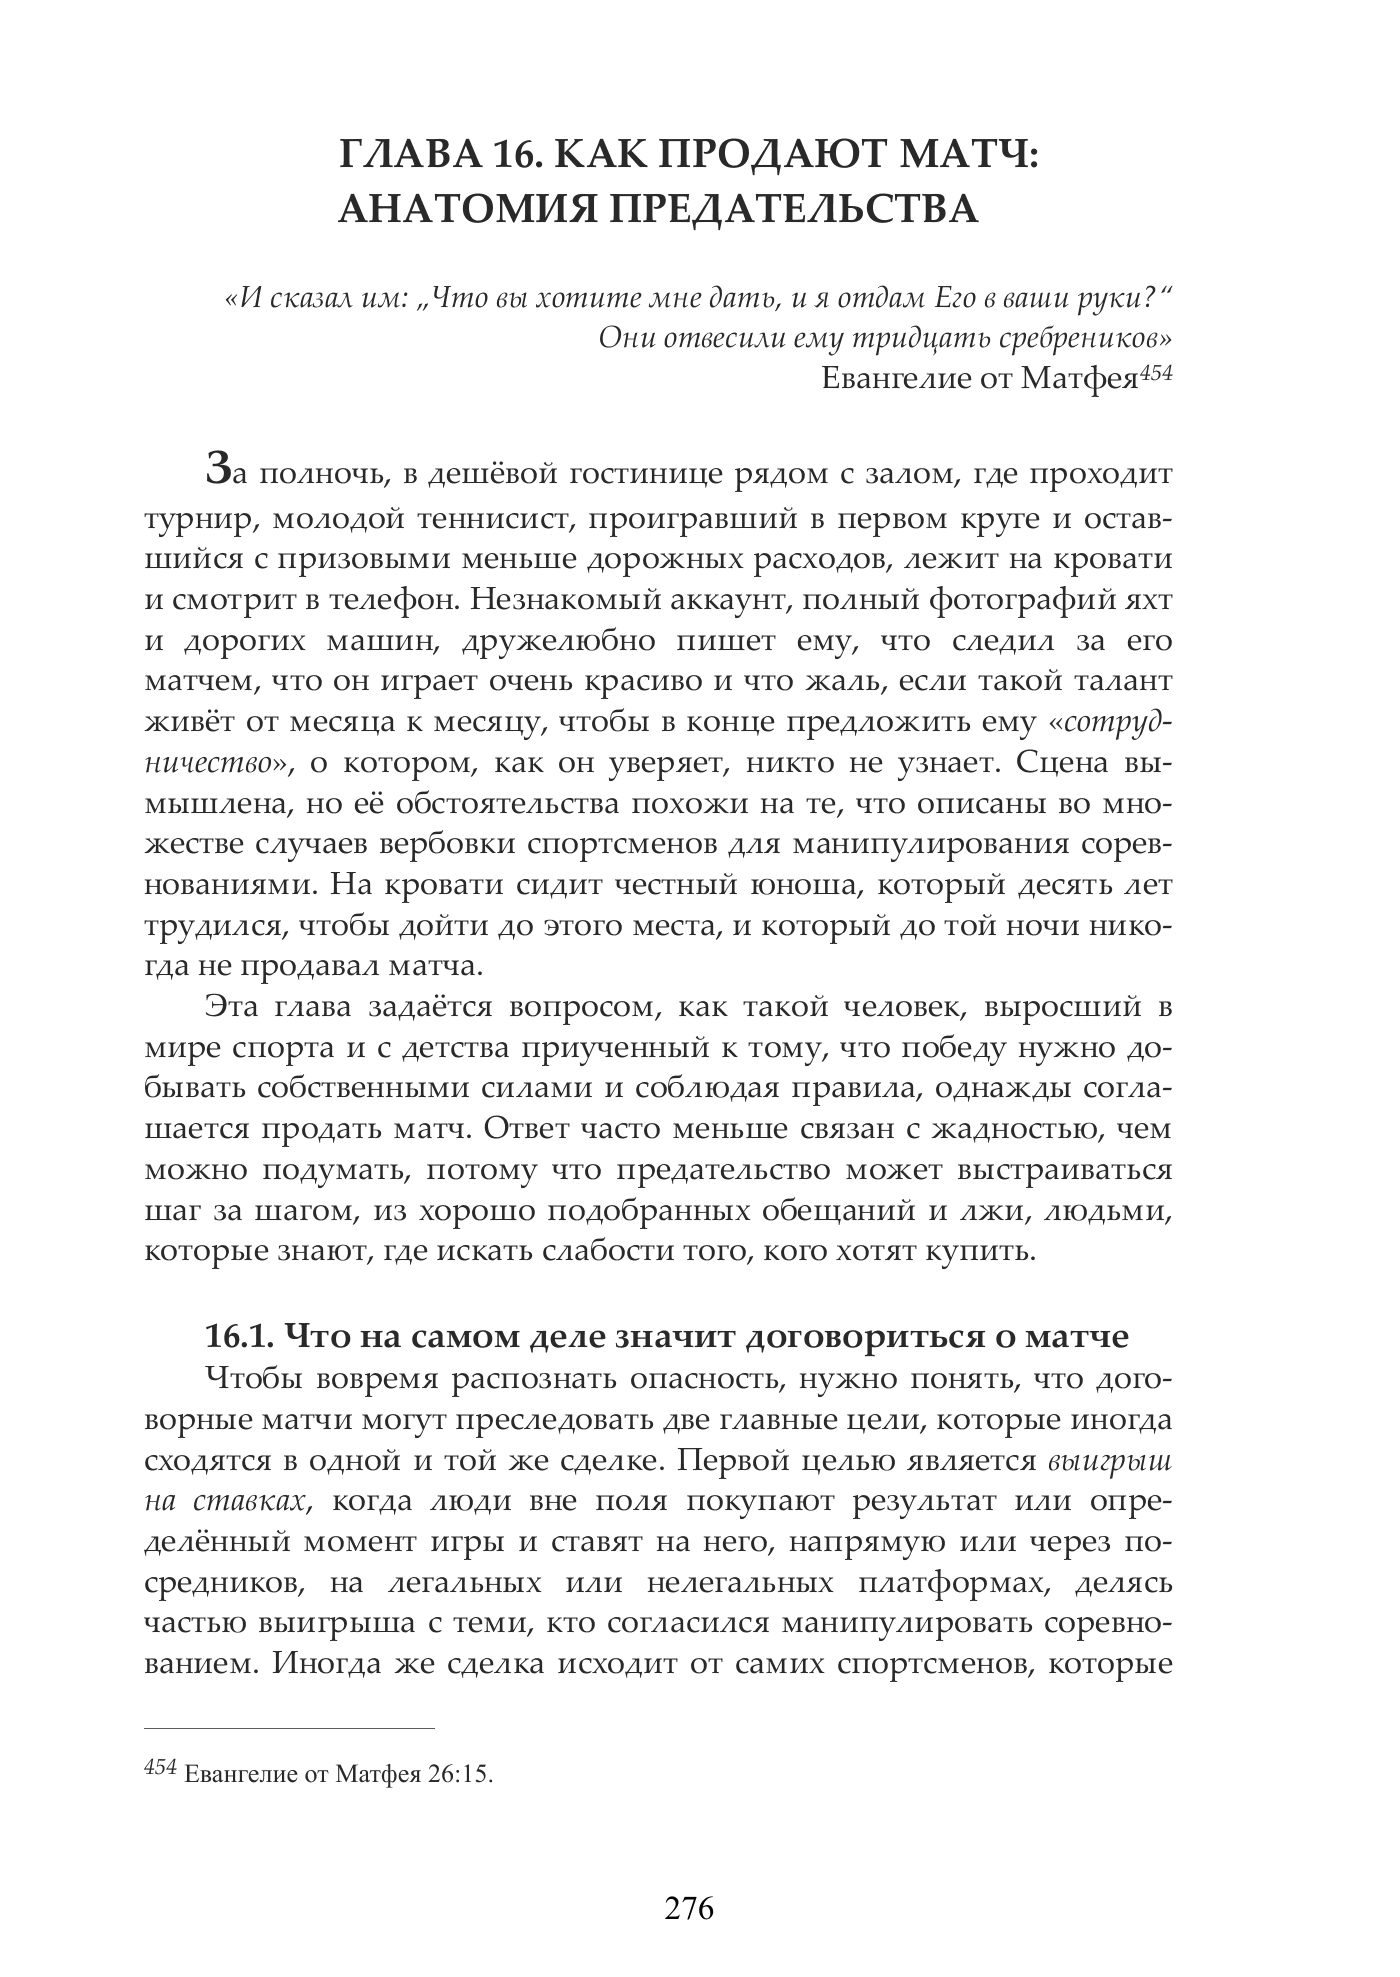 ГЛАВА 16. КАК ПРОДАЮТ МАТЧ:
АНАТОМИЯ ПРЕДАТЕЛЬСТВА
«И сказал им: „Что вы хотите мне дать, и я отдам Его в ваши руки?“
Они отвесили ему тридцать сребреников»
Евангелие от Матфея454
За полночь, в дешёвой гостинице рядом с залом, где проходит
турнир, молодой теннисист, проигравший в первом круге и остав-
шийся с призовыми меньше дорожных расходов, лежит на кровати
и смотрит в телефон. Незнакомый аккаунт, полный фотографий яхт
и дорогих машин, дружелюбно пишет ему, что следил за его
матчем, что он играет очень красиво и что жаль, если такой талант
живёт от месяца к месяцу, чтобы в конце предложить ему «сотруд-
ничество», о котором, как он уверяет, никто не узнает. Сцена вы-
мышлена, но её обстоятельства похожи на те, что описаны во мно-
жестве случаев вербовки спортсменов для манипулирования сорев-
нованиями. На кровати сидит честный юноша, который десять лет
трудился, чтобы дойти до этого места, и который до той ночи нико-
гда не продавал матча.
Эта глава задаётся вопросом, как такой человек, выросший в
мире спорта и с детства приученный к тому, что победу нужно до-
бывать собственными силами и соблюдая правила, однажды согла-
шается продать матч. Ответ часто меньше связан с жадностью, чем
можно подумать, потому что предательство может выстраиваться
шаг за шагом, из хорошо подобранных обещаний и лжи, людьми,
которые знают, где искать слабости того, кого хотят купить.
16.1. Что на самом деле значит договориться о матче
Чтобы вовремя распознать опасность, нужно понять, что дого-
ворные матчи могут преследовать две главные цели, которые иногда
сходятся в одной и той же сделке. Первой целью является выигрыш
на ставках, когда люди вне поля покупают результат или опре-
делённый момент игры и ставят на него, напрямую или через по-
средников, на легальных или нелегальных платформах, делясь
частью выигрыша с теми, кто согласился манипулировать соревно-
ванием. Иногда же сделка исходит от самих спортсменов, которые
454 Евангелие от Матфея 26:15.
276